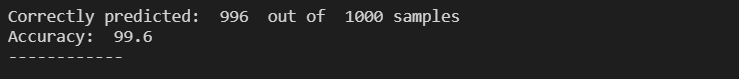 Correctly predicted:  996  out of  1000 samples
Accuracy:  99.6
------------